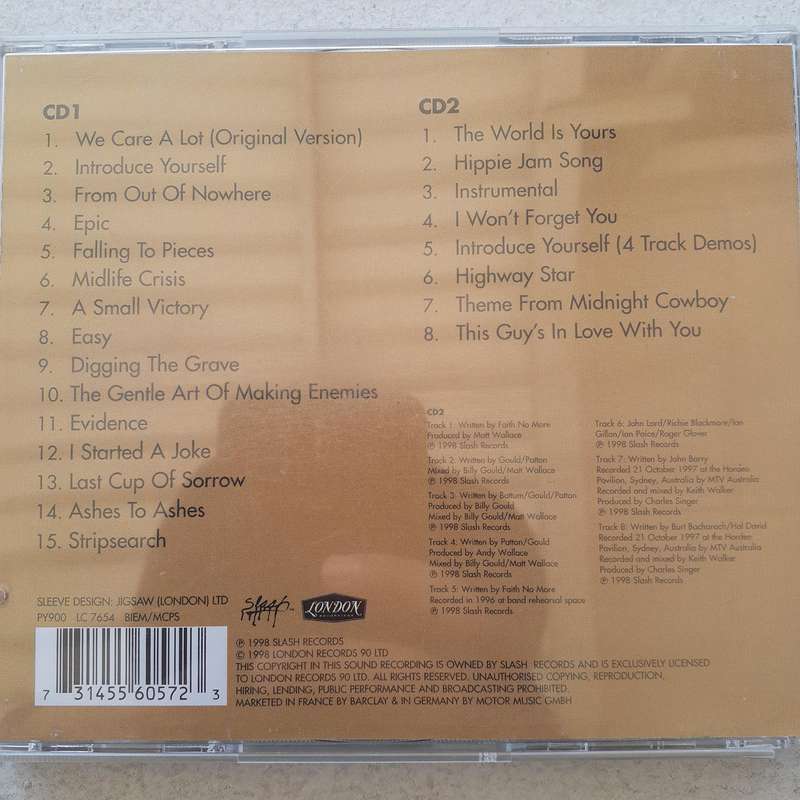 CD1
1. We Care A Lot (Original Version)
2. Introduce Yourself
3. From Out Of Nowhere
4. Epic
5. Falling To Pieces
6. Midlife Crisis
7. A Small Victory
8. Easy
9. Digging The Grave
10. The Gentle Art Of Making Enemies
11. Evidence
12. I Started A Joke
13. Last Cup Of Sorrow
14. Ashes To Ashes
15. Stripsearch
CD2
1. The World Is Yours
2. Hippie Jam Song
3. Instrumental
4. I Won't Forget You
5. Introduce Yourself (4 Track Demos)
6. Highway Star
7. Theme From Midnight Cowboy
8. This Guy's In Love With You
CD2
Track 1: Written by Faith No More
Produced by Matt Wallace
℗ 1998 Slash Records
Track 2: Written by Gould/Patton
Mixed by Billy Gould/Matt Wallace
℗ 1998 Slash Records
Track 3: Written by Bottum/Gould/Patton
Produced by Billy Gould
Mixed by Billy Gould/Matt Wallace
℗ 1998 Slash Records
Track 4: Written by Patton/Gould
Produced by Andy Wallace
Mixed by Billy Gould/Matt Wallace
℗ 1998 Slash Records
Track 5: Written by Faith No More
Recorded in 1996 at band rehearsal space
℗ 1998 Slash Records
Track 6: John Lord/Richie Blackmore/Ian
Gillan/Ian Paice/Roger Glover
℗ 1998 Slash Records
Track 7: Written by John Barry
Recorded 21 October 1997 at the Horden
Pavilion, Sydney, Australia by MTV Australia
Recorded and mixed by Keith Walker
Produced by Charles Singer
℗ 1998 Slash Records
Track 8: Written by Burt Bacharach/Hal David
Recorded 21 October 1997 at the Horden
Pavilion, Sydney, Australia by MTV Australia
Recorded and mixed by Keith Walker
Produced by Charles Singer
℗ 1998 Slash Records
SLEEVE DESIGN: JIGSAW (LONDON) LTD
PY900 LC 7654 BIEM/MCPS
slash
LONDON
RECORDINGS
℗ 1998 SLASH RECORDS
© 1998 LONDON RECORDS 90 LTD
THIS COPYRIGHT IN THIS SOUND RECORDING IS OWNED BY SLASH RECORDS AND IS EXCLUSIVELY LICENSED
TO LONDON RECORDS 90 LTD. ALL RIGHTS RESERVED. UNAUTHORISED COPYING, REPRODUCTION,
HIRING, LENDING, PUBLIC PERFORMANCE AND BROADCASTING PROHIBITED.
MARKETED IN FRANCE BY BARCLAY & IN GERMANY BY MOTOR MUSIC GMBH
7 31455 60572 3